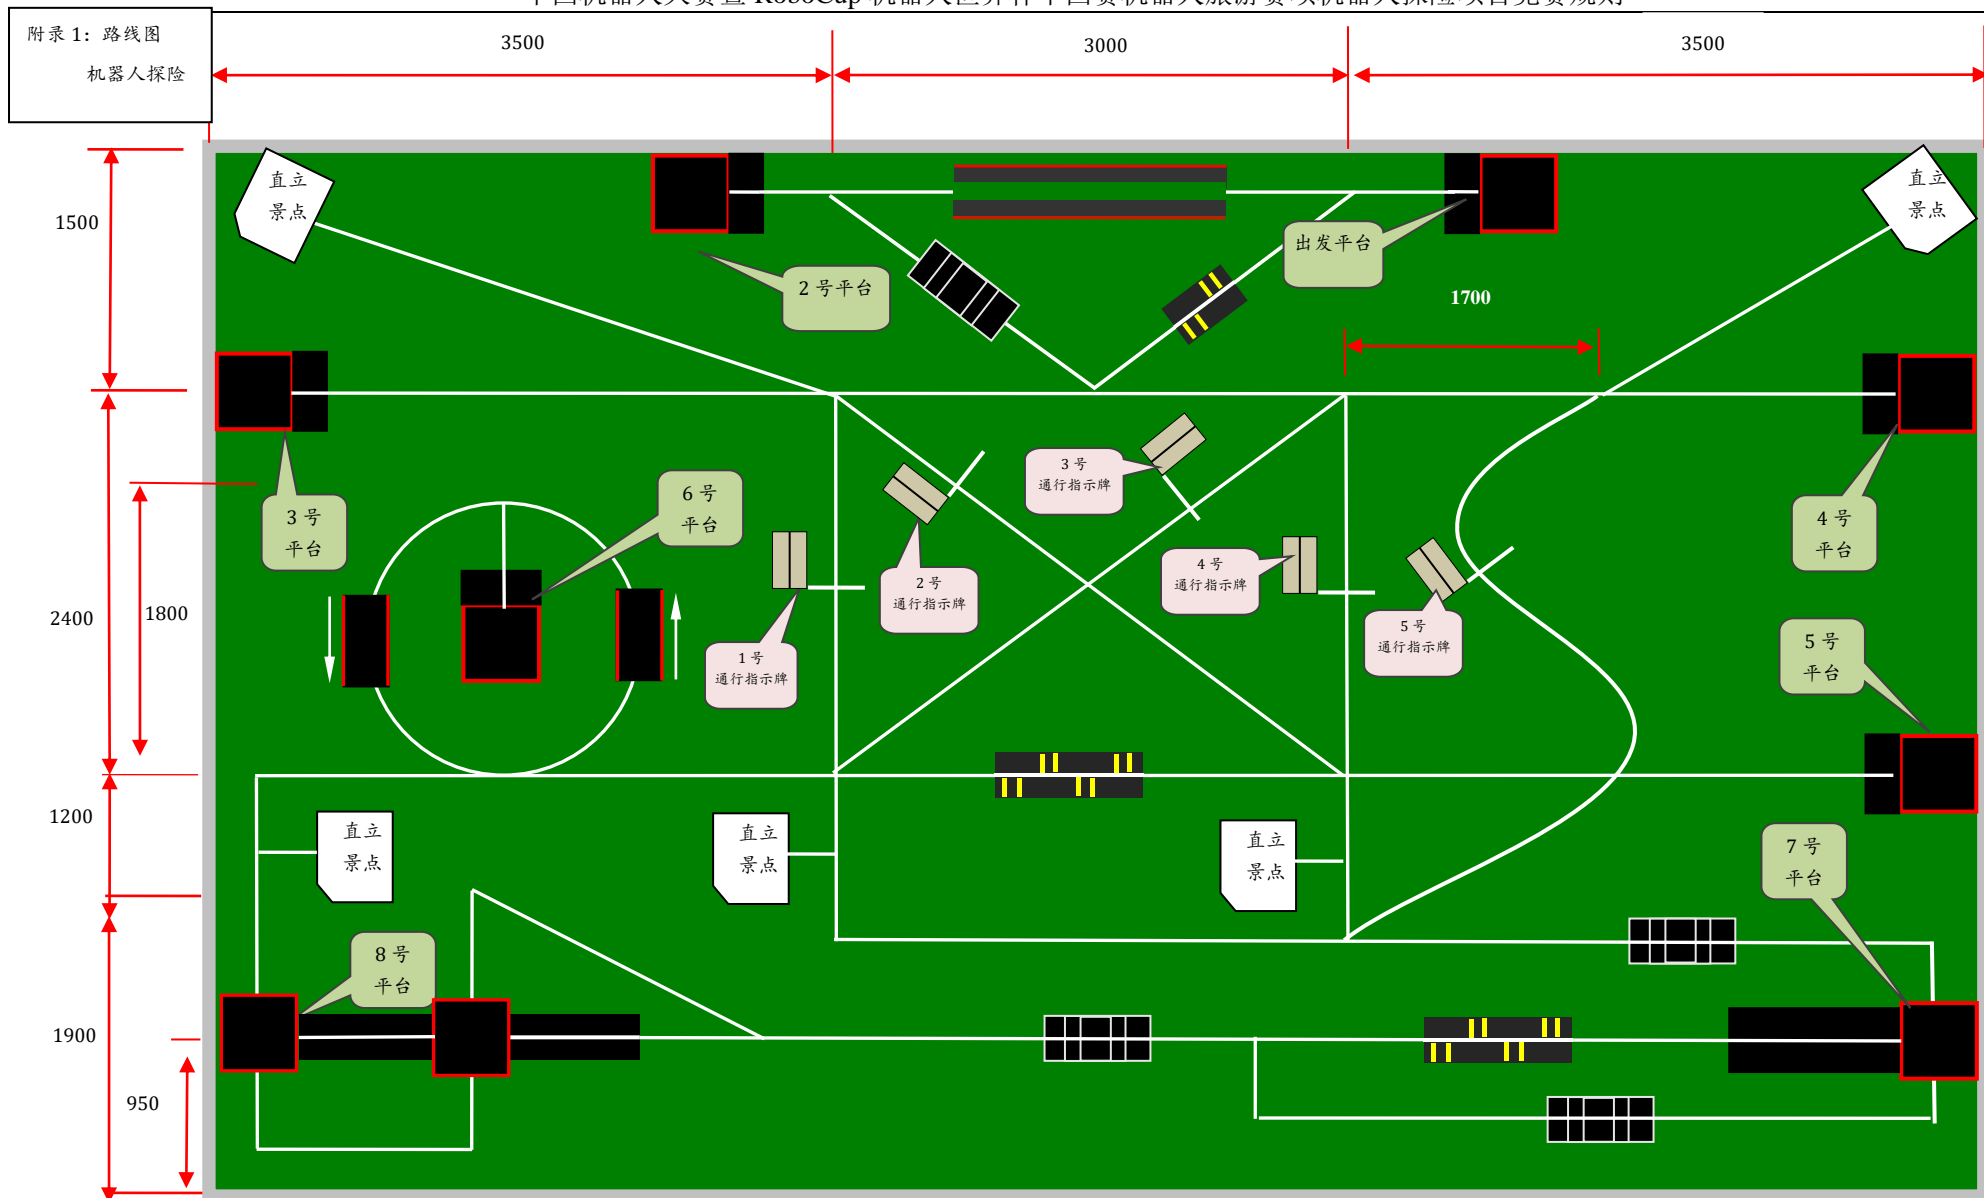 附录 1：路线图
机器人探险
3500
3000
3500
1500
2400
1800
1200
1900
950
1700
直立
景点
直立
景点
2 号平台
出发平台
3 号
平台
6 号
平台
4 号
平台
5 号
平台
7 号
平台
8 号
平台
1 号
通行指示牌
2 号
通行指示牌
3 号
通行指示牌
4 号
通行指示牌
5 号
通行指示牌
直立
景点
直立
景点
直立
景点